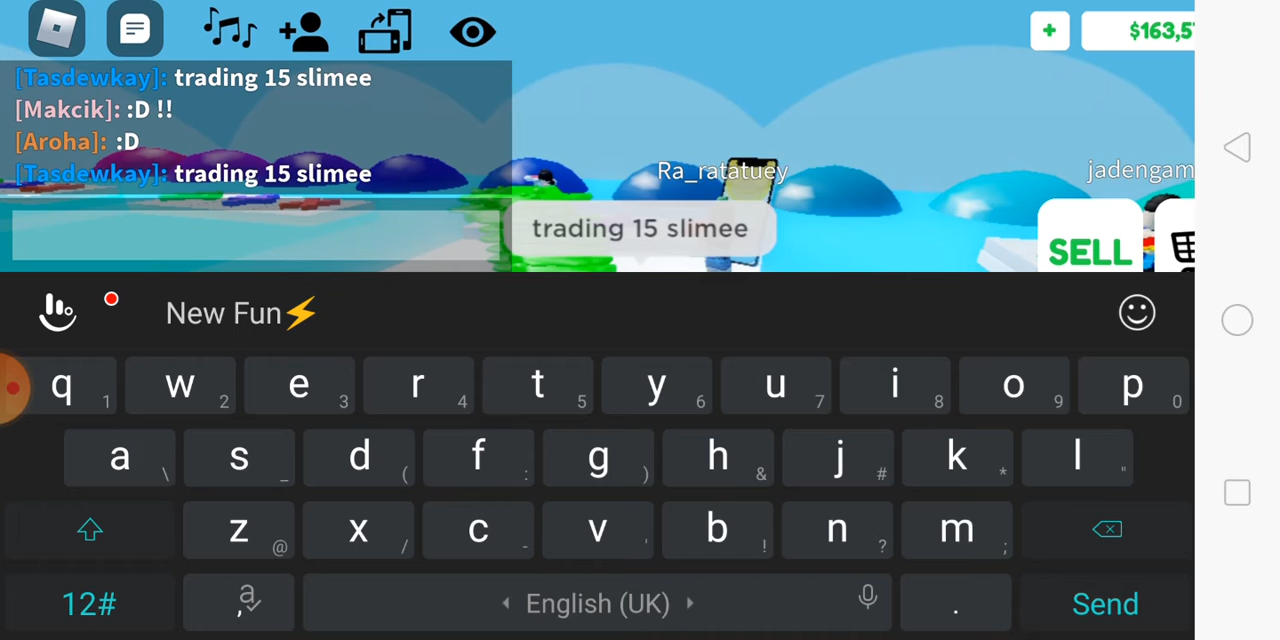 $163,57
[Tasdewkay]: trading 15 slimee
[Makcik]: :D !!
[Aroha]: :D
[Tasdewkay]: trading 15 slimee
Ra_ratatuey
jadengam
trading 15 slimee
SELL
New Fun⚡
q 1 w 2 e 3 r 4 t 5 y 6 u 7 i 8 o 9 p 0
a \ s _ d ( f : g ) h & j # k * l "
z @ x / c - v ' b ! n ? m ;
12# , a English (UK) . Send